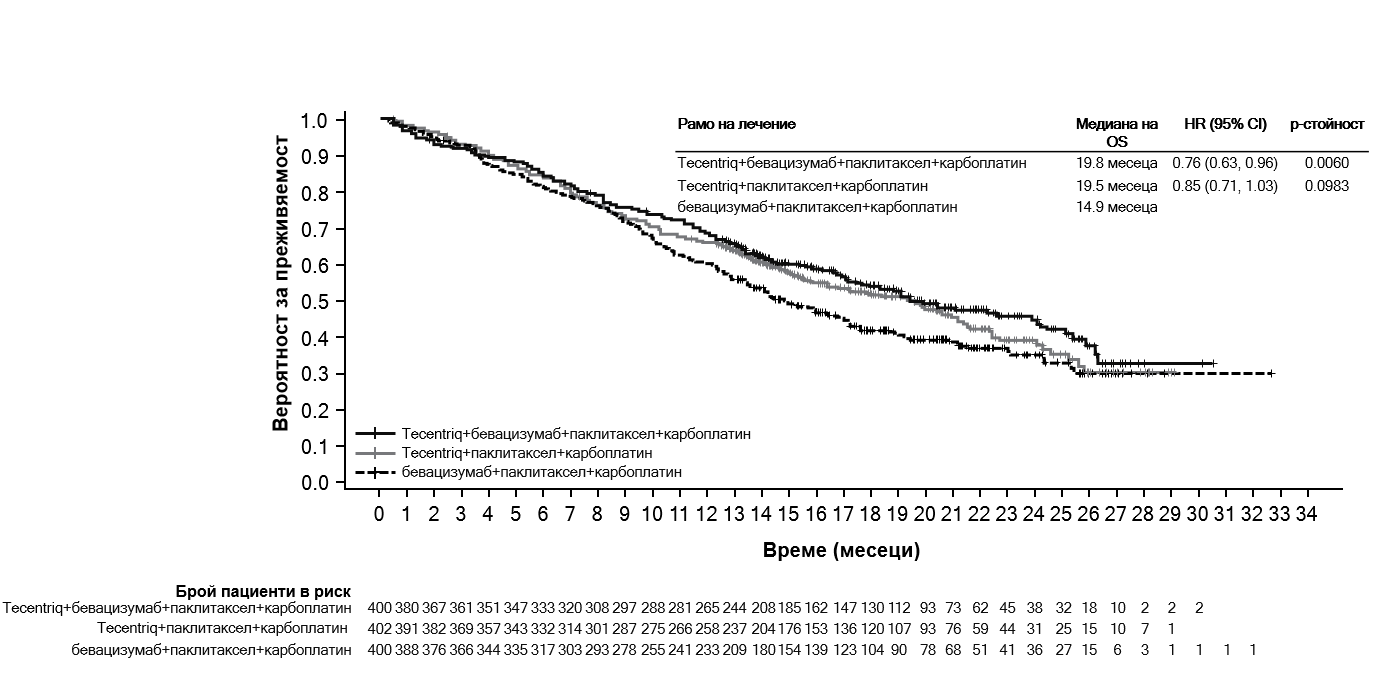 Рамо на лечение Медиана на OS HR (95% CI) р-стойност
Tecentriq+бевацизумаб+паклитаксел+карбоплатин 19.8 месеца 0.76 (0.63, 0.96) 0.0060
Tecentriq+паклитаксел+карбоплатин 19.5 месеца 0.85 (0.71, 1.03) 0.0983
бевацизумаб+паклитаксел+карбоплатин 14.9 месеца
Вероятност за преживяемост
1.0
0.9
0.8
0.7
0.6
0.5
0.4
0.3
0.2
0.1
0.0
Tecentriq+бевацизумаб+паклитаксел+карбоплатин
Tecentriq+паклитаксел+карбоплатин
бевацизумаб+паклитаксел+карбоплатин
0 1 2 3 4 5 6 7 8 9 10 11 12 13 14 15 16 17 18 19 20 21 22 23 24 25 26 27 28 29 30 31 32 33 34
Време (месеци)
Брой пациенти в риск
Tecentriq+бевацизумаб+паклитаксел+карбоплатин 400 380 367 361 351 347 333 320 308 297 288 281 265 244 208 185 162 147 130 112 93 73 62 45 38 32 18 10 2 2 2
Tecentriq+паклитаксел+карбоплатин 402 391 382 369 357 343 332 314 301 287 275 266 258 237 204 176 153 136 120 107 93 76 59 44 31 25 15 10 7 1
бевацизумаб+паклитаксел+карбоплатин 400 388 376 366 344 335 317 303 293 278 255 241 233 209 180 154 139 123 104 90 78 68 51 41 36 27 15 6 3 1 1 1 1